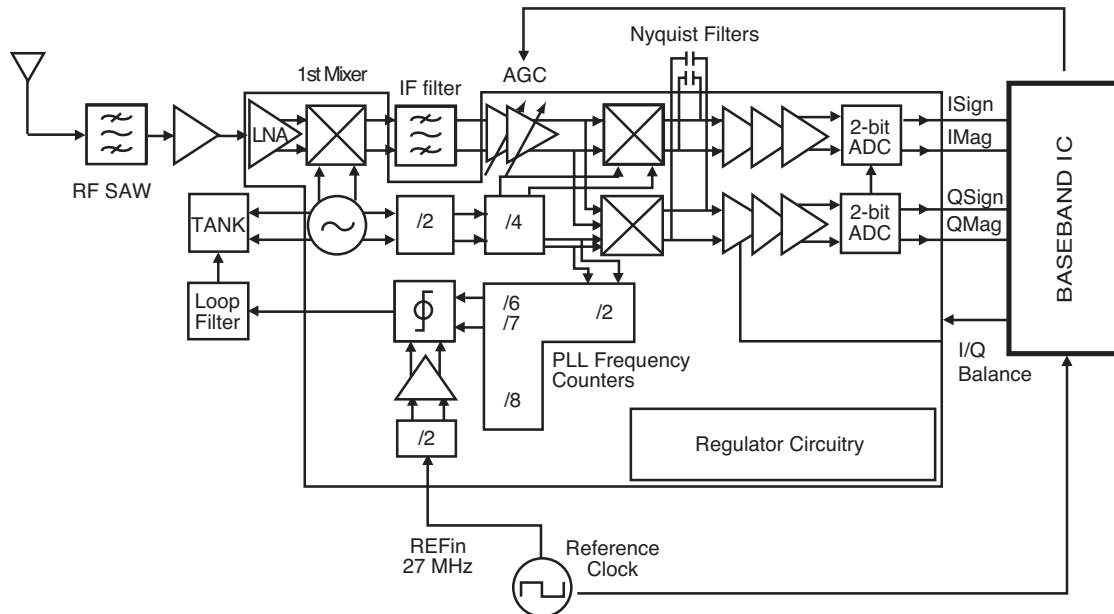 Nyquist Filters
1st Mixer
IF filter
AGC
LNA
RF SAW
2-bit
ADC
ISign
IMag
QSign
QMag
2-bit
ADC
BASEBAND IC
TANK
/2
/4
Loop
Filter
/6
/7
/2
/8
PLL Frequency
Counters
I/Q
Balance
/2
Regulator Circuitry
REFin
27 MHz
Reference
Clock